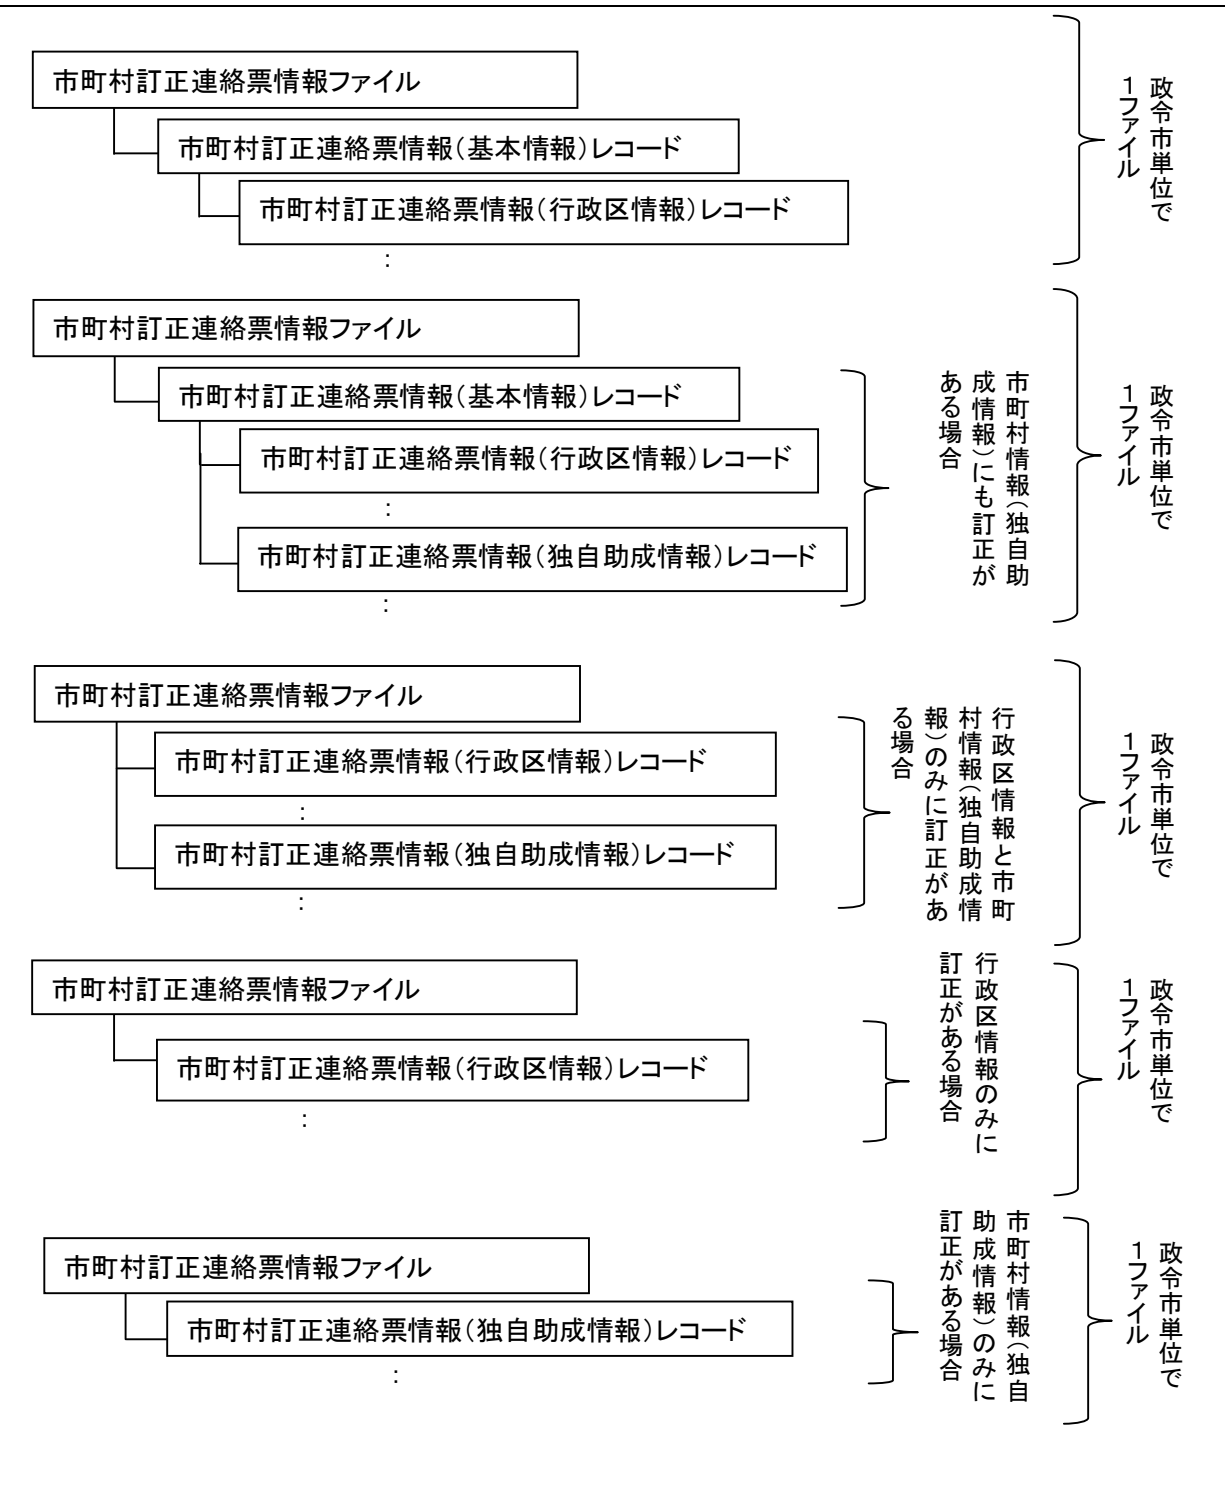 市町村訂正連絡票情報ファイル
市町村訂正連絡票情報（基本情報）レコード
市町村訂正連絡票情報（行政区情報）レコード
：
政令市単位で
１ファイル
市町村訂正連絡票情報ファイル
市町村訂正連絡票情報（基本情報）レコード
市町村訂正連絡票情報（行政区情報）レコード
：
市町村訂正連絡票情報（独自助成情報）レコード
：
市町村情報（独自助
成情報）にも訂正が
ある場合
政令市単位で
１ファイル
市町村訂正連絡票情報ファイル
市町村訂正連絡票情報（行政区情報）レコード
：
市町村訂正連絡票情報（独自助成情報）レコード
：
行政区情報と市町
村情報（独自助成情
報）のみに訂正があ
る場合
政令市単位で
１ファイル
市町村訂正連絡票情報ファイル
市町村訂正連絡票情報（行政区情報）レコード
：
行政区情報のみに
訂正がある場合
政令市単位で
１ファイル
市町村訂正連絡票情報ファイル
市町村訂正連絡票情報（独自助成情報）レコード
：
市町村情報（独自
助成情報）のみに
訂正がある場合
政令市単位で
１ファイル